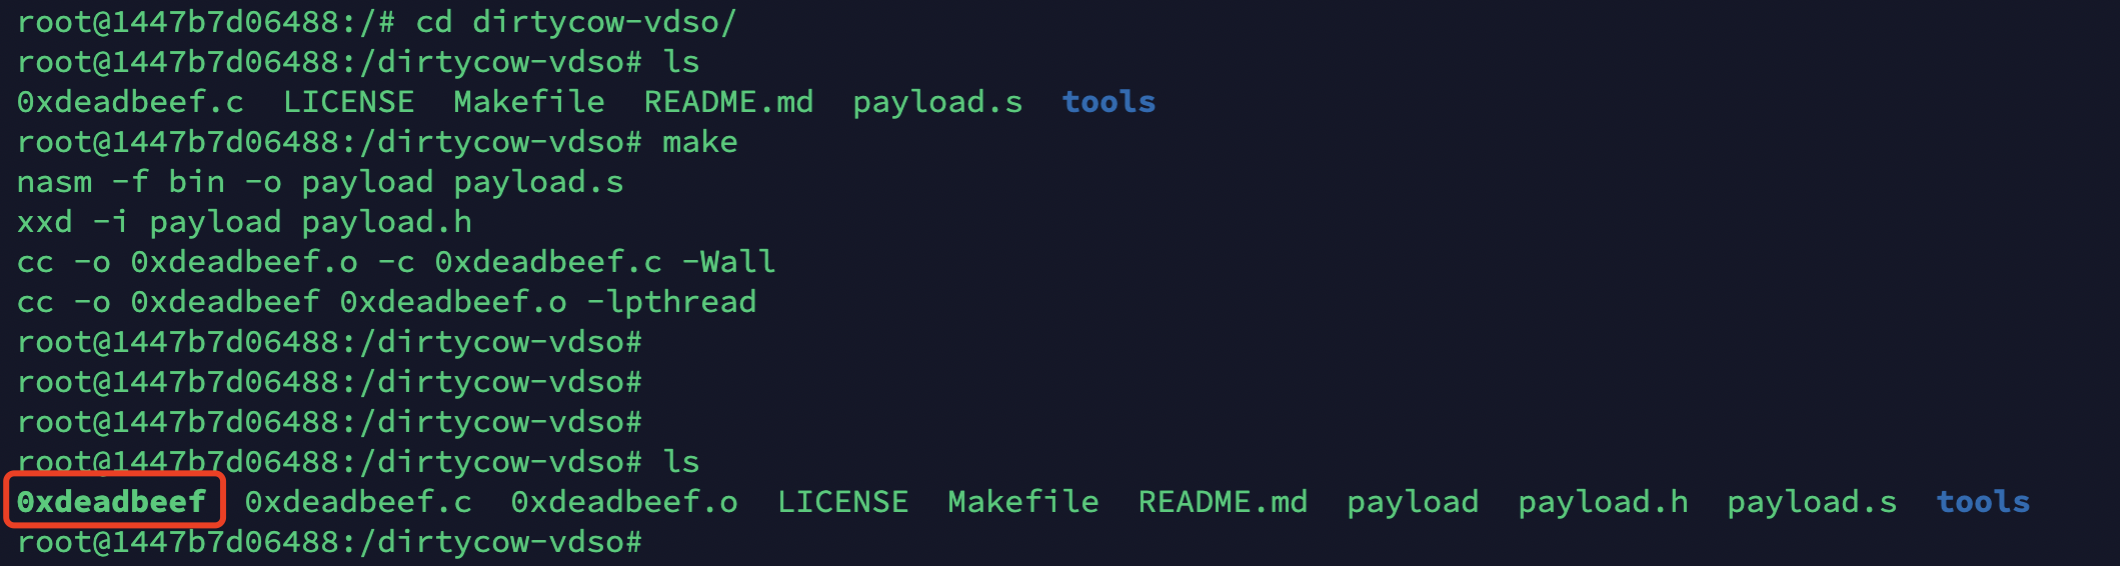 root@1447b7d06488:/# cd dirtycow-vdso/
root@1447b7d06488:/dirtycow-vdso# ls
0xdeadbeef.c  LICENSE  Makefile  README.md  payload.s  tools
root@1447b7d06488:/dirtycow-vdso# make
nasm -f bin -o payload payload.s
xxd -i payload payload.h
cc -o 0xdeadbeef.o -c 0xdeadbeef.c -Wall
cc -o 0xdeadbeef 0xdeadbeef.o -lpthread
root@1447b7d06488:/dirtycow-vdso#
root@1447b7d06488:/dirtycow-vdso#
root@1447b7d06488:/dirtycow-vdso#
root@1447b7d06488:/dirtycow-vdso# ls
0xdeadbeef  0xdeadbeef.c  0xdeadbeef.o  LICENSE  Makefile  README.md  payload  payload.h  payload.s  tools
root@1447b7d06488:/dirtycow-vdso#